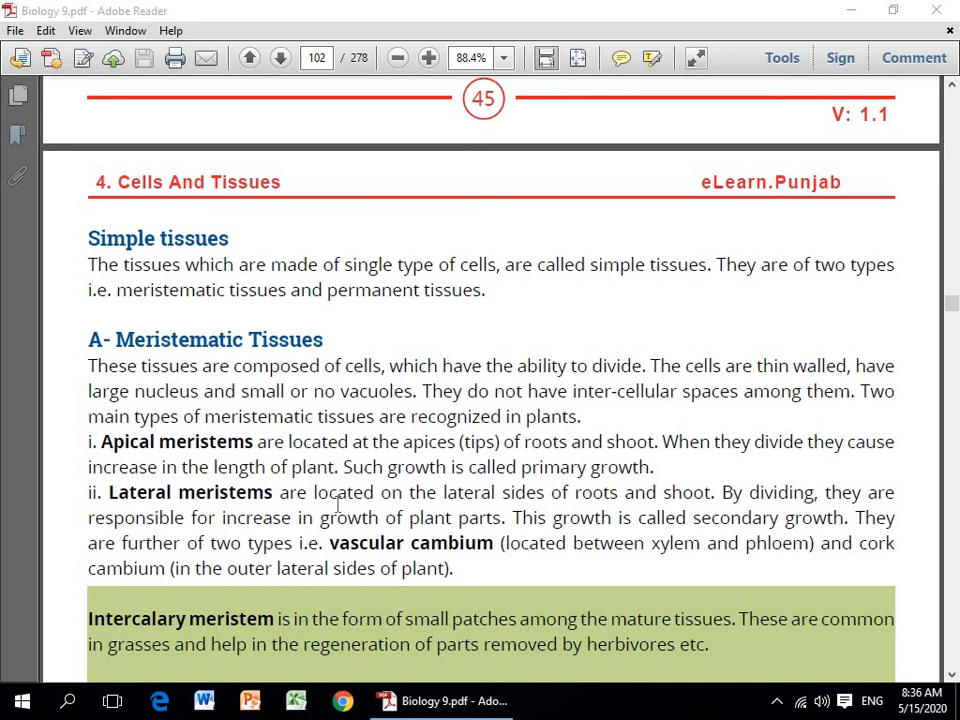 Biology 9.pdf - Adobe Reader
File Edit View Window Help
102 / 278 88.4% Tools Sign Comment
45
V: 1.1
4. Cells And Tissues eLearn.Punjab
Simple tissues
The tissues which are made of single type of cells, are called simple tissues. They are of two types
i.e. meristematic tissues and permanent tissues.
A- Meristematic Tissues
These tissues are composed of cells, which have the ability to divide. The cells are thin walled, have
large nucleus and small or no vacuoles. They do not have inter-cellular spaces among them. Two
main types of meristematic tissues are recognized in plants.
i. Apical meristems are located at the apices (tips) of roots and shoot. When they divide they cause
increase in the length of plant. Such growth is called primary growth.
ii. Lateral meristems are located on the lateral sides of roots and shoot. By dividing, they are
responsible for increase in growth of plant parts. This growth is called secondary growth. They
are further of two types i.e. vascular cambium (located between xylem and phloem) and cork
cambium (in the outer lateral sides of plant).
Intercalary meristem is in the form of small patches among the mature tissues. These are common
in grasses and help in the regeneration of parts removed by herbivores etc.
Biology 9.pdf - Ado... ENG 8:36 AM
5/15/2020